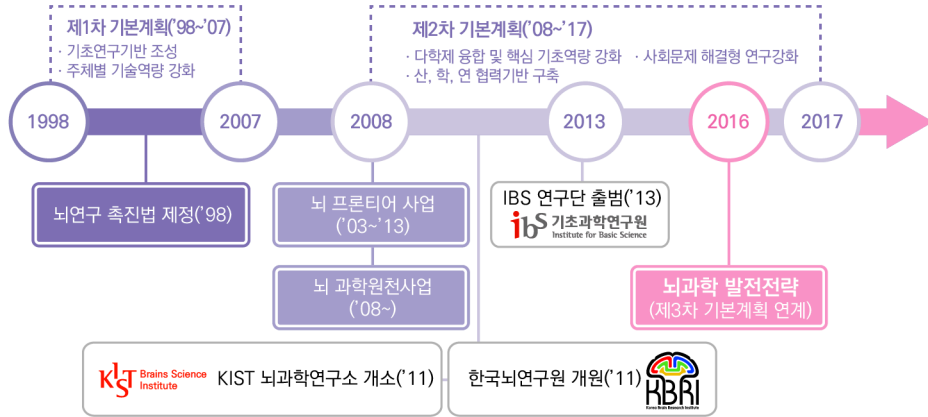 제1차 기본계획('98~'07)
· 기초연구기반 조성
· 주체별 기술역량 강화
제2차 기본계획('08~'17)
· 다학제 융합 및 핵심 기초역량 강화 · 사회문제 해결형 연구강화
· 산, 학, 연 협력기반 구축
1998
2007
2008
2013
2016
2017
뇌연구 촉진법 제정('98)
뇌 프론티어 사업
('03~'13)
IBS 연구단 출범('13)
ibs 기초과학연구원
Institute for Basic Science
뇌 과학원천사업
('08~)
뇌과학 발전전략
(제3차 기본계획 연계)
KIST Brains Science
Institute
KIST 뇌과학연구소 개소('11)
한국뇌연구원 개원('11)
KBRI
Korea Brain Research Institute